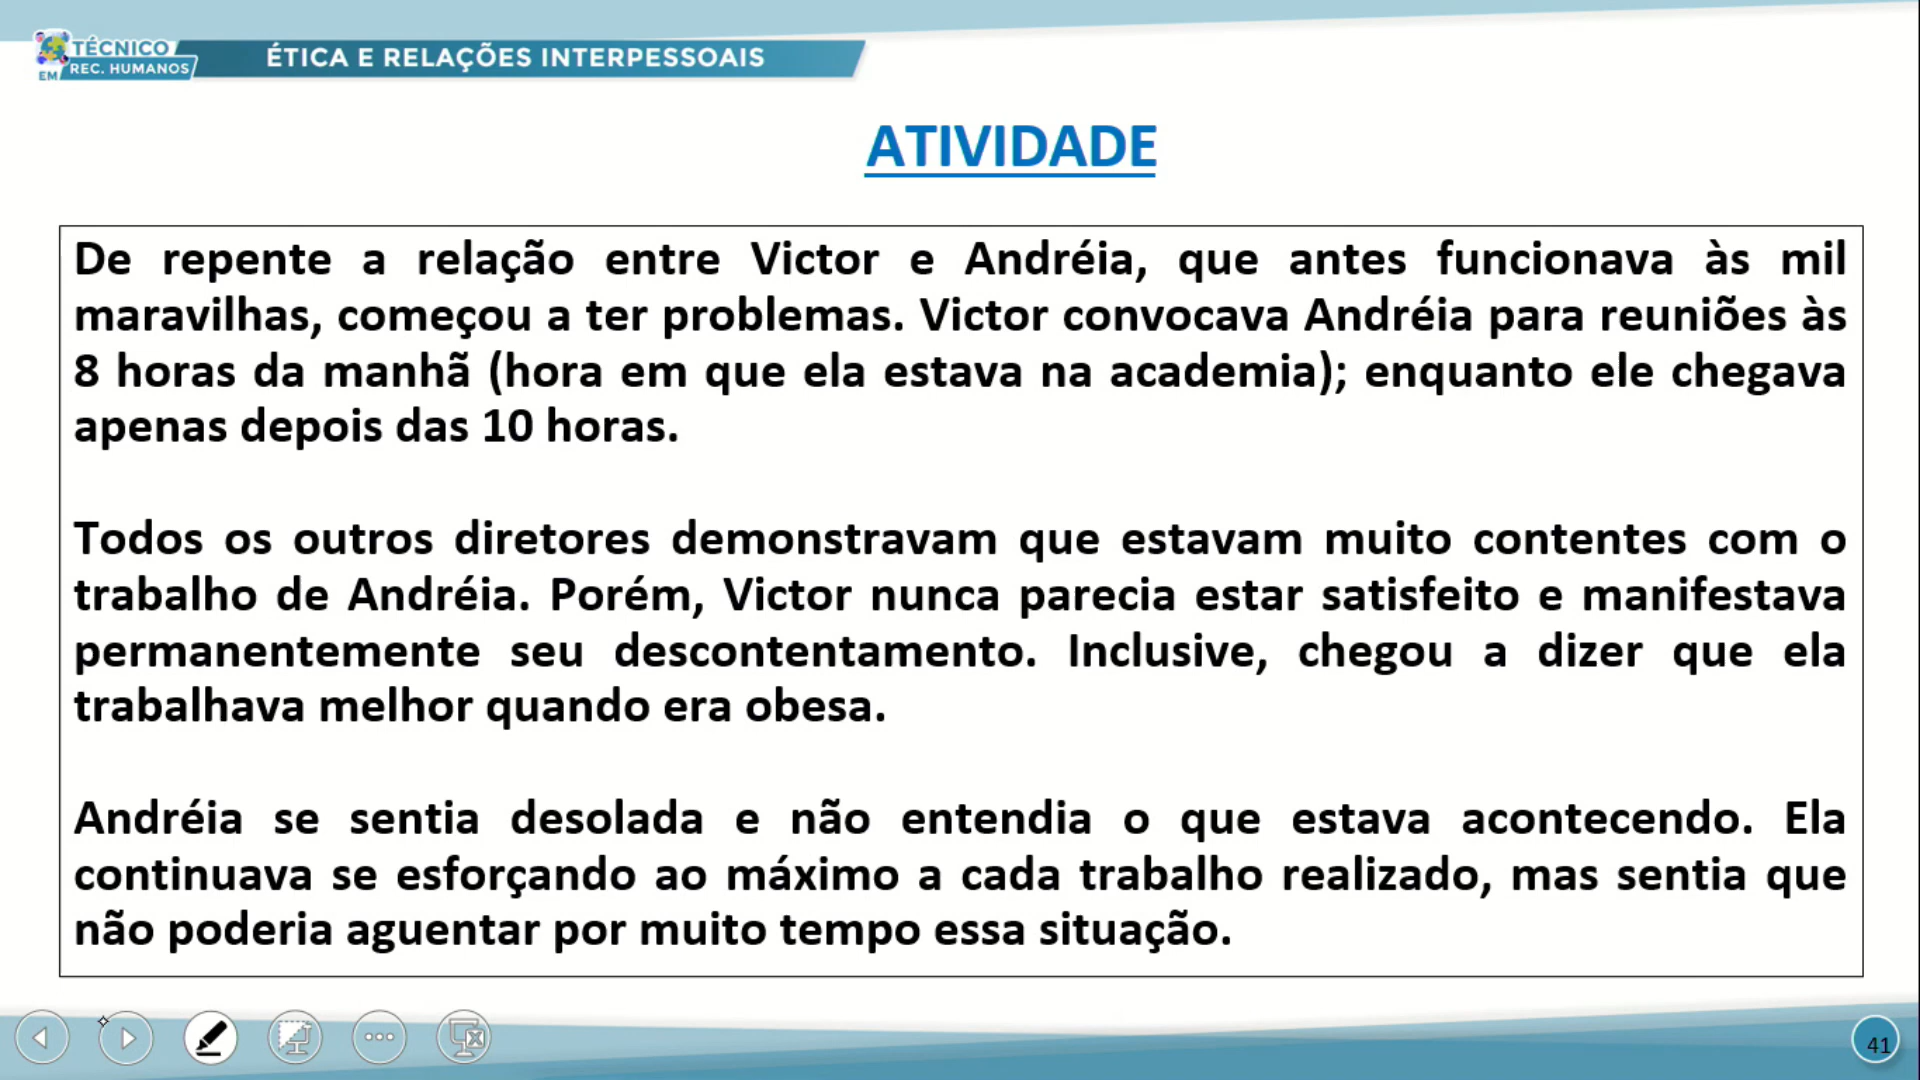 TÉCNICO
EM REC. HUMANOS
ÉTICA E RELAÇÕES INTERPESSOAIS
ATIVIDADE
De repente a relação entre Victor e Andréia, que antes funcionava às mil
maravilhas, começou a ter problemas. Victor convocava Andréia para reuniões às
8 horas da manhã (hora em que ela estava na academia); enquanto ele chegava
apenas depois das 10 horas.
Todos os outros diretores demonstravam que estavam muito contentes com o
trabalho de Andréia. Porém, Victor nunca parecia estar satisfeito e manifestava
permanentemente seu descontentamento. Inclusive, chegou a dizer que ela
trabalhava melhor quando era obesa.
Andréia se sentia desolada e não entendia o que estava acontecendo. Ela
continuava se esforçando ao máximo a cada trabalho realizado, mas sentia que
não poderia aguentar por muito tempo essa situação.
41